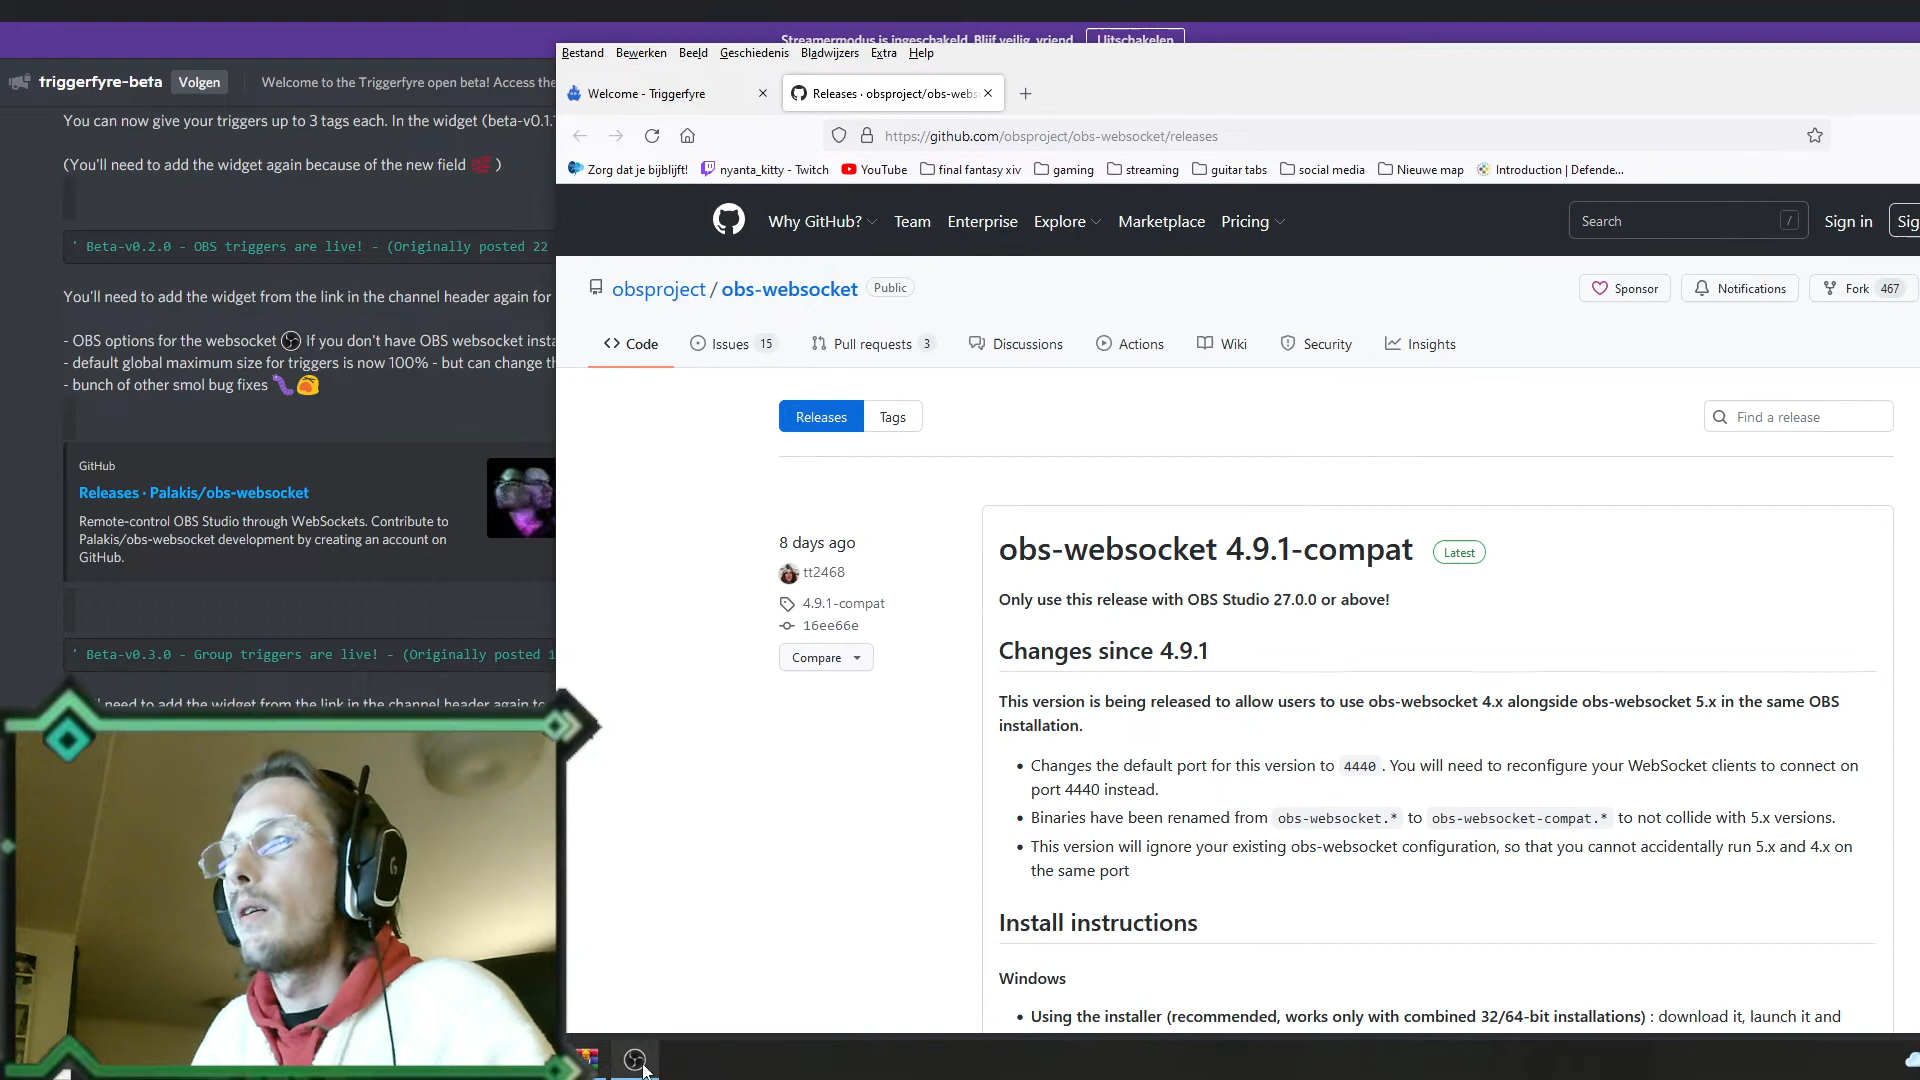 Streamermodus is ingeschakeld. Blijf veilig, vriend. Uitschakelen
triggerfyre-beta Volgen Welcome to the Triggerfyre open beta! Access the
You can now give your triggers up to 3 tags each. In the widget (beta-v0.1.
(You'll need to add the widget again because of the new field 💯 )
' Beta-v0.2.0 - OBS triggers are live! - (Originally posted 22
You'll need to add the widget from the link in the channel header again for
- OBS options for the websocket If you don't have OBS websocket insta
- default global maximum size for triggers is now 100% - but can change th
- bunch of other smol bug fixes
GitHub
Releases · Palakis/obs-websocket
Remote-control OBS Studio through WebSockets. Contribute to
Palakis/obs-websocket development by creating an account on
GitHub.
' Beta-v0.3.0 - Group triggers are live! - (Originally posted 1
need to add the widget from the link in the channel header again to
Bestand Bewerken Beeld Geschiedenis Bladwijzers Extra Help
Welcome - Triggerfyre
Releases · obsproject/obs-webs
https://github.com/obsproject/obs-websocket/releases
Zorg dat je bijblijft! nyanta_kitty - Twitch YouTube final fantasy xiv gaming streaming guitar tabs social media Nieuwe map Introduction | Defende...
Why GitHub? Team Enterprise Explore Marketplace Pricing Search / Sign in Sig
obsproject / obs-websocket Public Sponsor Notifications Fork 467
Code Issues 15 Pull requests 3 Discussions Actions Wiki Security Insights
Releases Tags Find a release
8 days ago
tt2468
4.9.1-compat
16ee66e
Compare
obs-websocket 4.9.1-compat Latest
Only use this release with OBS Studio 27.0.0 or above!
Changes since 4.9.1
This version is being released to allow users to use obs-websocket 4.x alongside obs-websocket 5.x in the same OBS
installation.
• Changes the default port for this version to 4440 . You will need to reconfigure your WebSocket clients to connect on
port 4440 instead.
• Binaries have been renamed from obs-websocket.* to obs-websocket-compat.* to not collide with 5.x versions.
• This version will ignore your existing obs-websocket configuration, so that you cannot accidentally run 5.x and 4.x on
the same port
Install instructions
Windows
• Using the installer (recommended, works only with combined 32/64-bit installations) : download it, launch it and